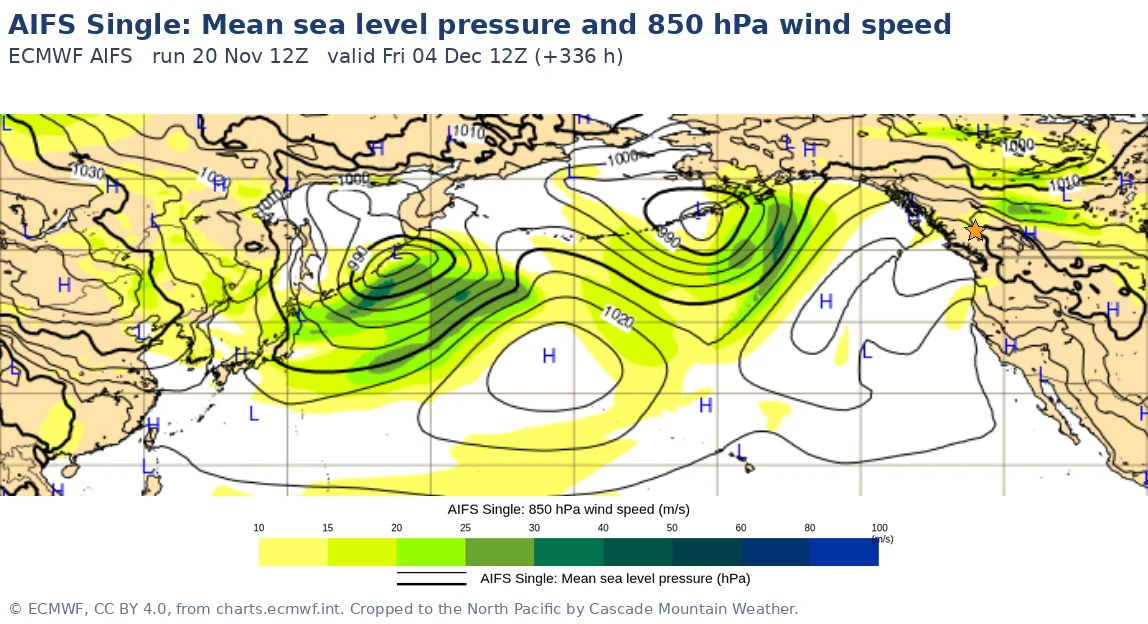 AIFS Single: Mean sea level pressure and 850 hPa wind speed
ECMWF AIFS run 20 Nov 12Z valid Fri 04 Dec 12Z (+336 h)
L L H L H
1010
L H
1000
H L H
1000
1030 H 1020 H L 1000 L H L
1010
1010
L L L
L H
990 L 990
H H H
L
1020
L H H L H
L L
H H H
L H
L
L
L H
AIFS Single: 850 hPa wind speed (m/s)
10 15 20 25 30 40 50 60 80 100
(m/s)
AIFS Single: Mean sea level pressure (hPa)
© ECMWF, CC BY 4.0, from charts.ecmwf.int. Cropped to the North Pacific by Cascade Mountain Weather.